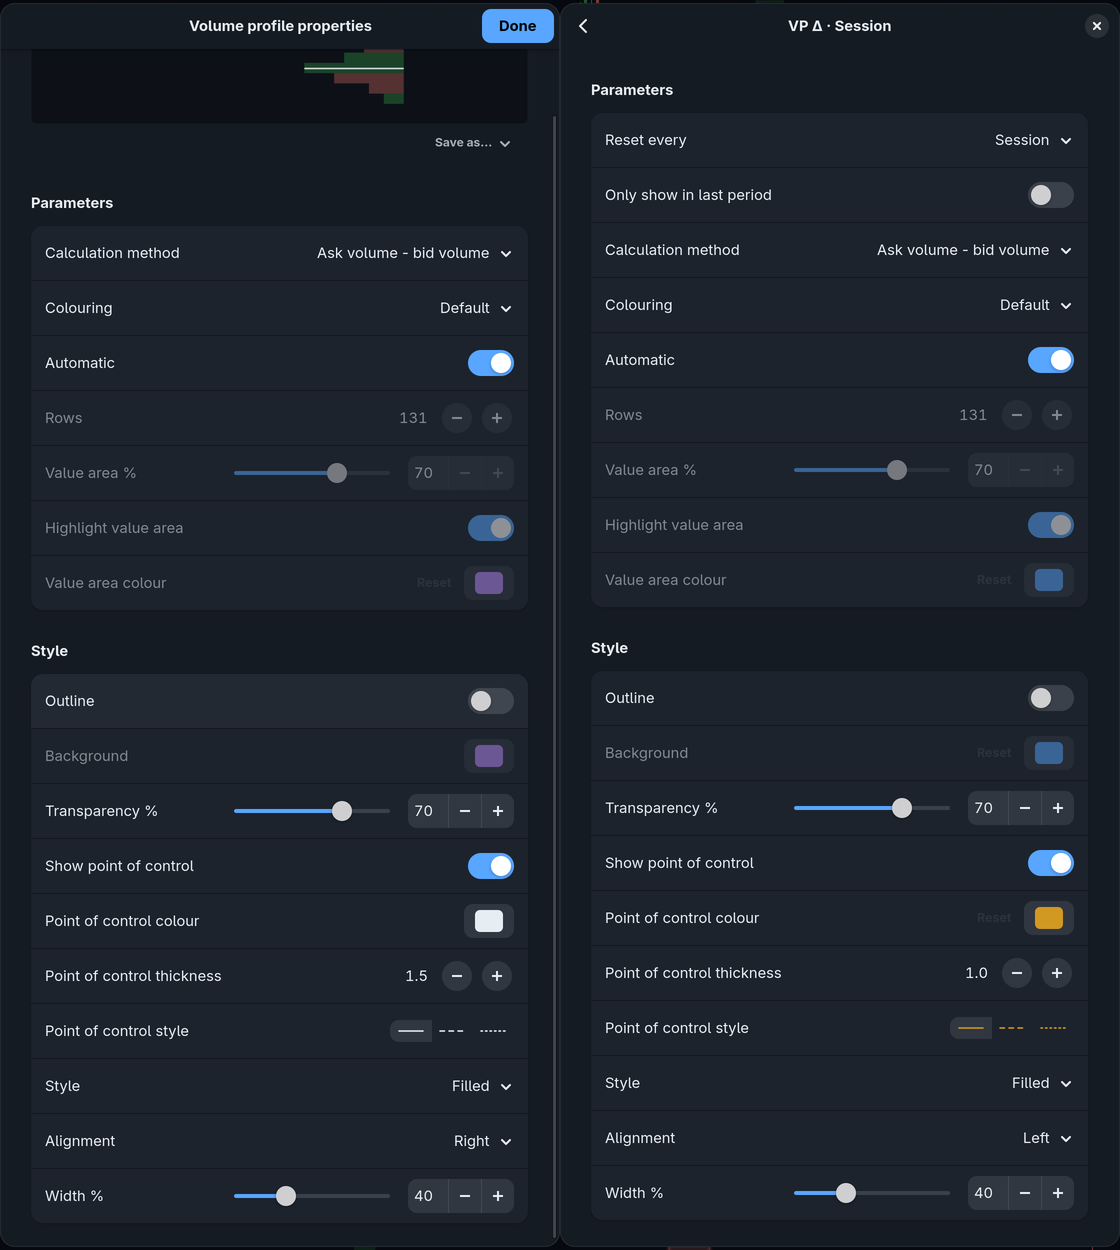 Volume profile properties
Done
Save as...
Parameters
Calculation method Ask volume - bid volume
Colouring Default
Automatic
Rows 131
Value area % 70
Highlight value area
Value area colour Reset
Style
Outline
Background
Transparency % 70
Show point of control
Point of control colour
Point of control thickness 1.5
Point of control style
Style Filled
Alignment Right
Width % 40
VP Δ · Session
Parameters
Reset every Session
Only show in last period
Calculation method Ask volume - bid volume
Colouring Default
Automatic
Rows 131
Value area % 70
Highlight value area
Value area colour Reset
Style
Outline
Background Reset
Transparency % 70
Show point of control
Point of control colour Reset
Point of control thickness 1.0
Point of control style
Style Filled
Alignment Left
Width % 40